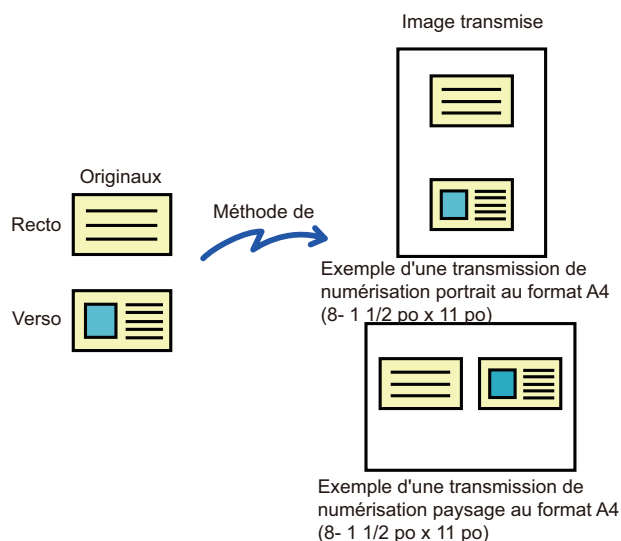 Image transmise
Originaux
Recto
Méthode de
Verso
Exemple d'une transmission de
numérisation portrait au format A4
(8- 1 1/2 po x 11 po)
Exemple d'une transmission de
numérisation paysage au format A4
(8- 1 1/2 po x 11 po)